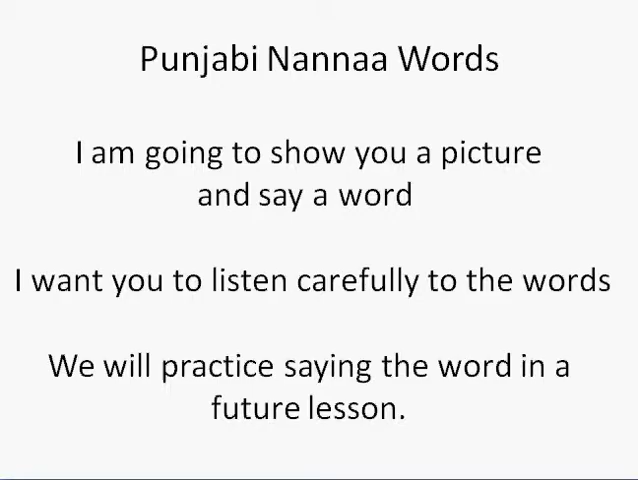 Punjabi Nannaa Words
I am going to show you a picture
and say a word
I want you to listen carefully to the words
We will practice saying the word in a
future lesson.